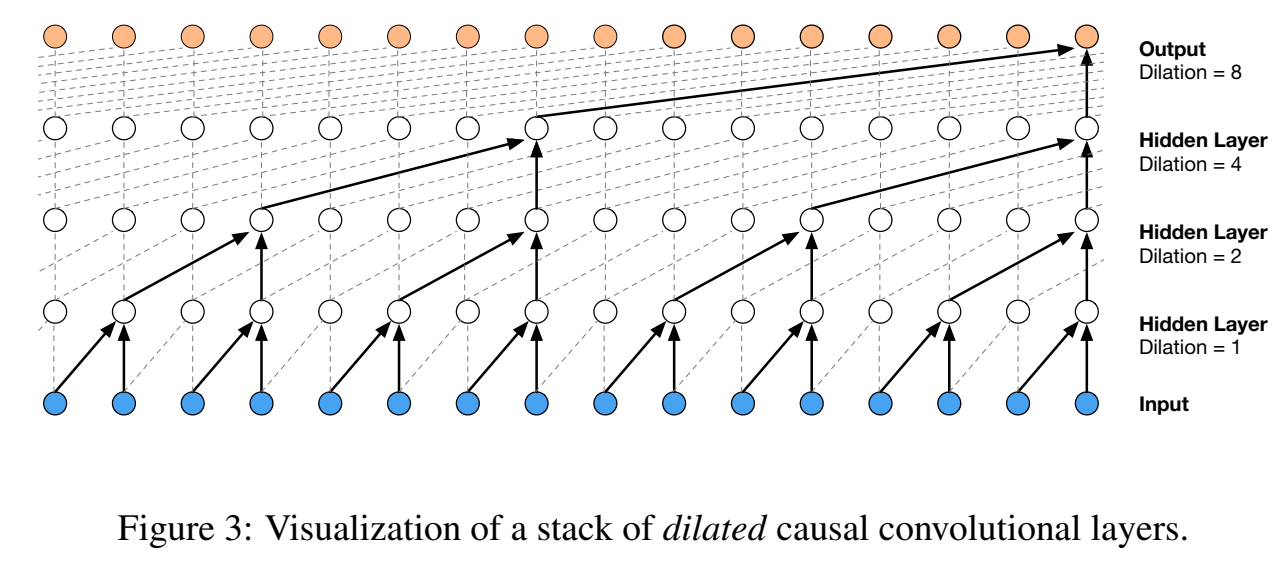 Output
Dilation = 8
Hidden Layer
Dilation = 4
Hidden Layer
Dilation = 2
Hidden Layer
Dilation = 1
Input
Figure 3: Visualization of a stack of dilated causal convolutional layers.